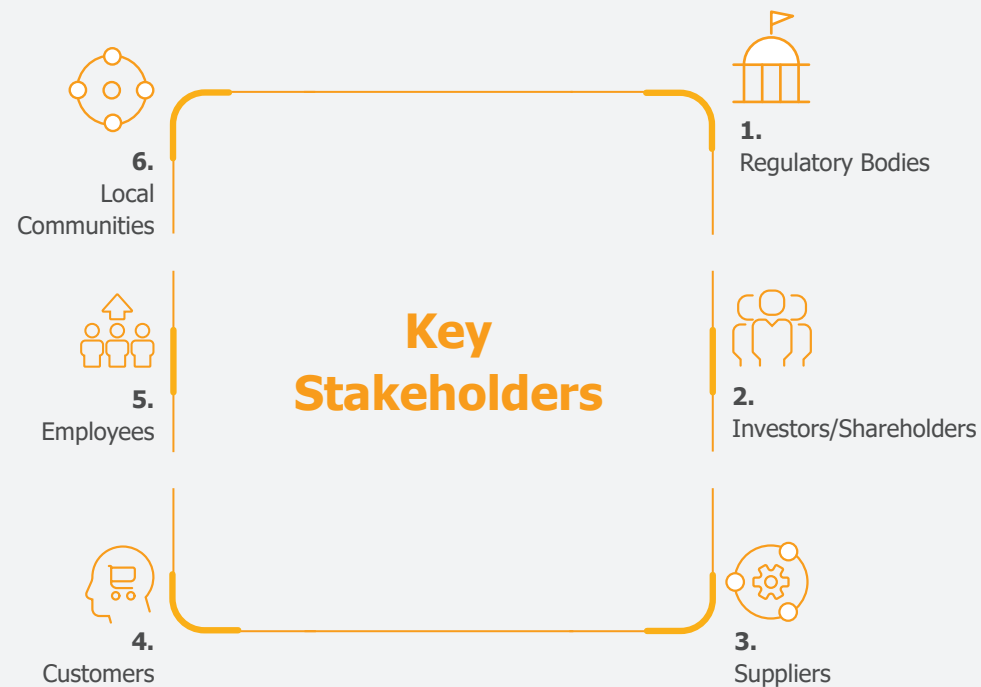 Key
Stakeholders
1.
Regulatory Bodies
2.
Investors/Shareholders
3.
Suppliers
4.
Customers
5.
Employees
6.
Local
Communities